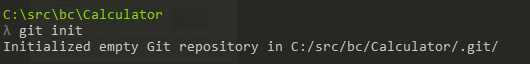 C:\src\bc\Calculator
λ git init
Initialized empty Git repository in C:/src/bc/Calculator/.git/